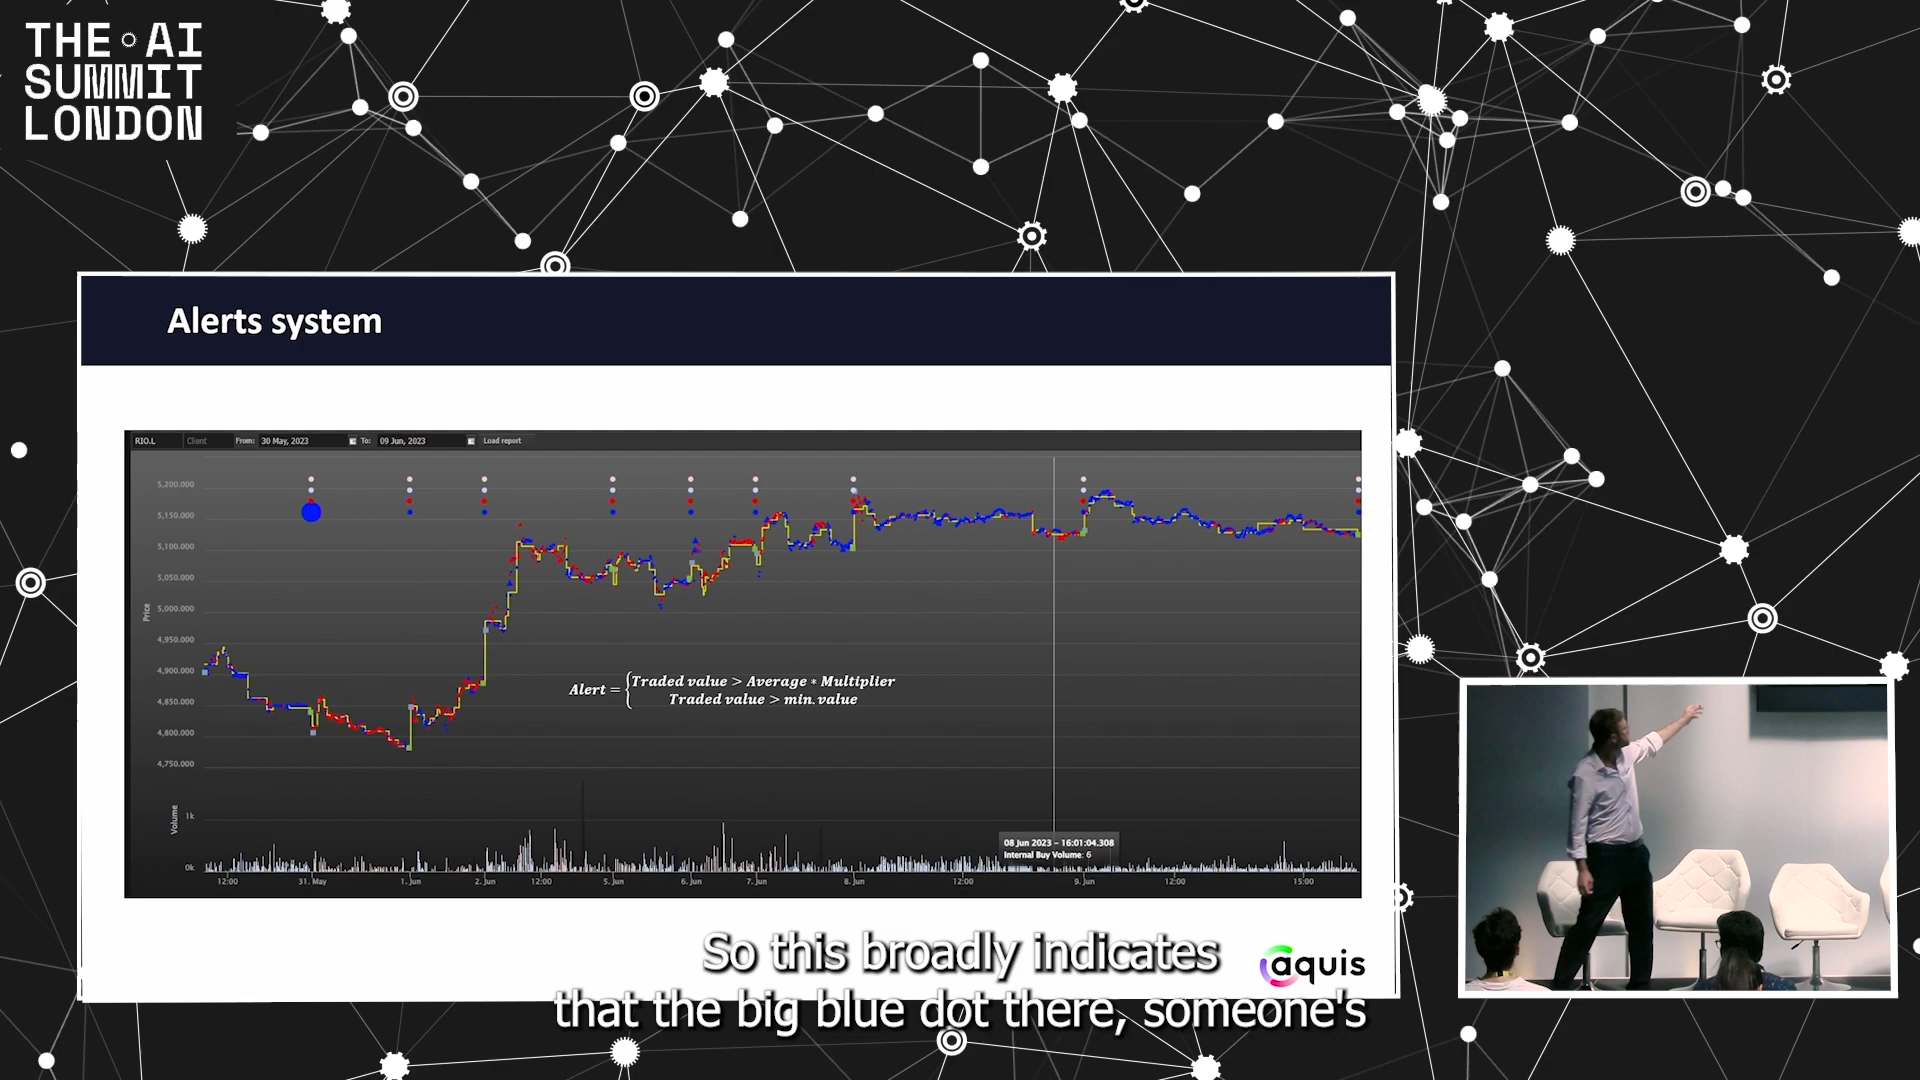 THE AI
SUMMIT
LONDON
Alerts system
RIO.L Client From: 30 May, 2023 To: 09 Jun, 2023 Load report
5,200.000
5,150.000
5,100.000
5,050.000
5,000.000
4,950.000
4,900.000
4,850.000
4,800.000
4,750.000
Price
Alert = { Traded value > Average * Multiplier
Traded value > min. value
Volume
1k
0k
08 Jun 2023 – 16:01:04.308
Internal Buy Volume: 6
12:00 31. May 1. Jun 2. Jun 12:00 5. Jun 6. Jun 7. Jun 8. Jun 12:00 9. Jun 12:00 15:00
aquis
So this broadly indicates
that the big blue dot there, someone's